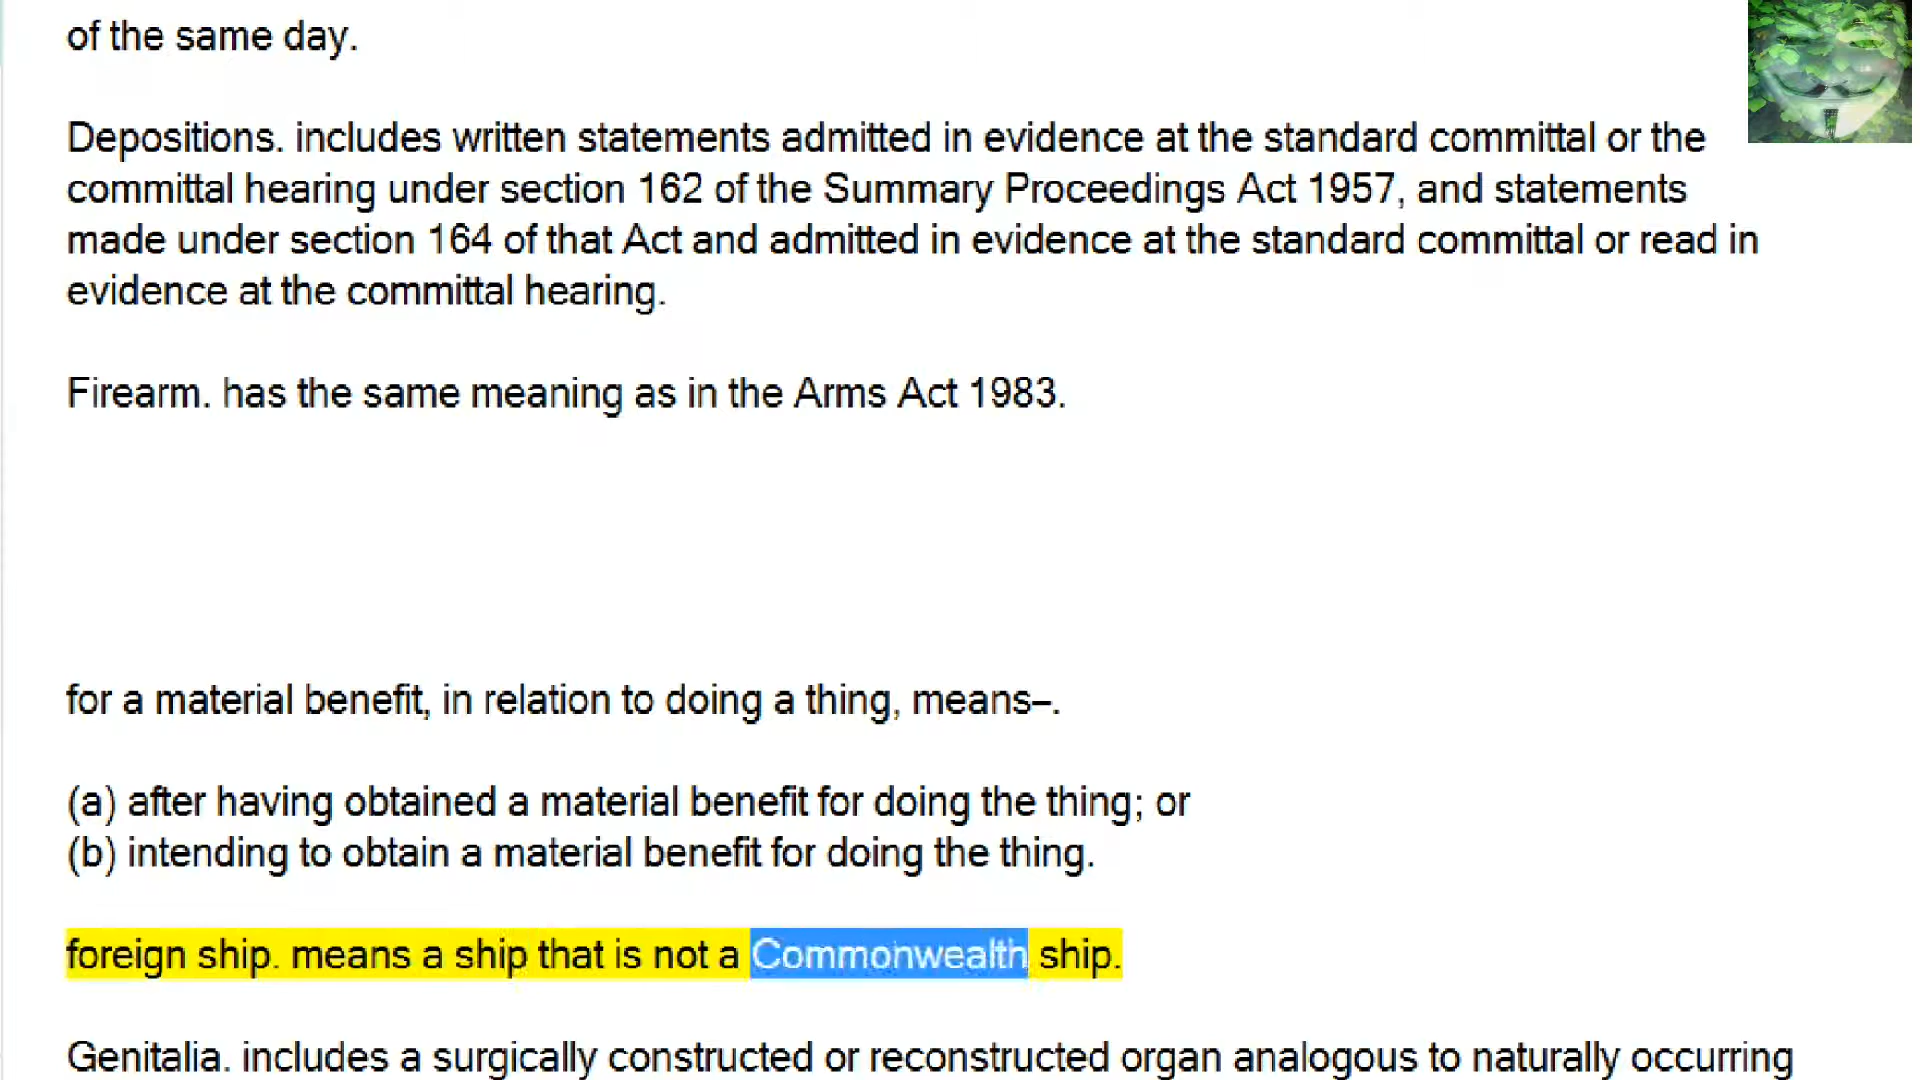 of the same day.
Depositions. includes written statements admitted in evidence at the standard committal or the
committal hearing under section 162 of the Summary Proceedings Act 1957, and statements
made under section 164 of that Act and admitted in evidence at the standard committal or read in
evidence at the committal hearing.
Firearm. has the same meaning as in the Arms Act 1983.
for a material benefit, in relation to doing a thing, means–.
(a) after having obtained a material benefit for doing the thing; or
(b) intending to obtain a material benefit for doing the thing.
foreign ship. means a ship that is not a Commonwealth ship.
Genitalia. includes a surgically constructed or reconstructed organ analogous to naturally occurring